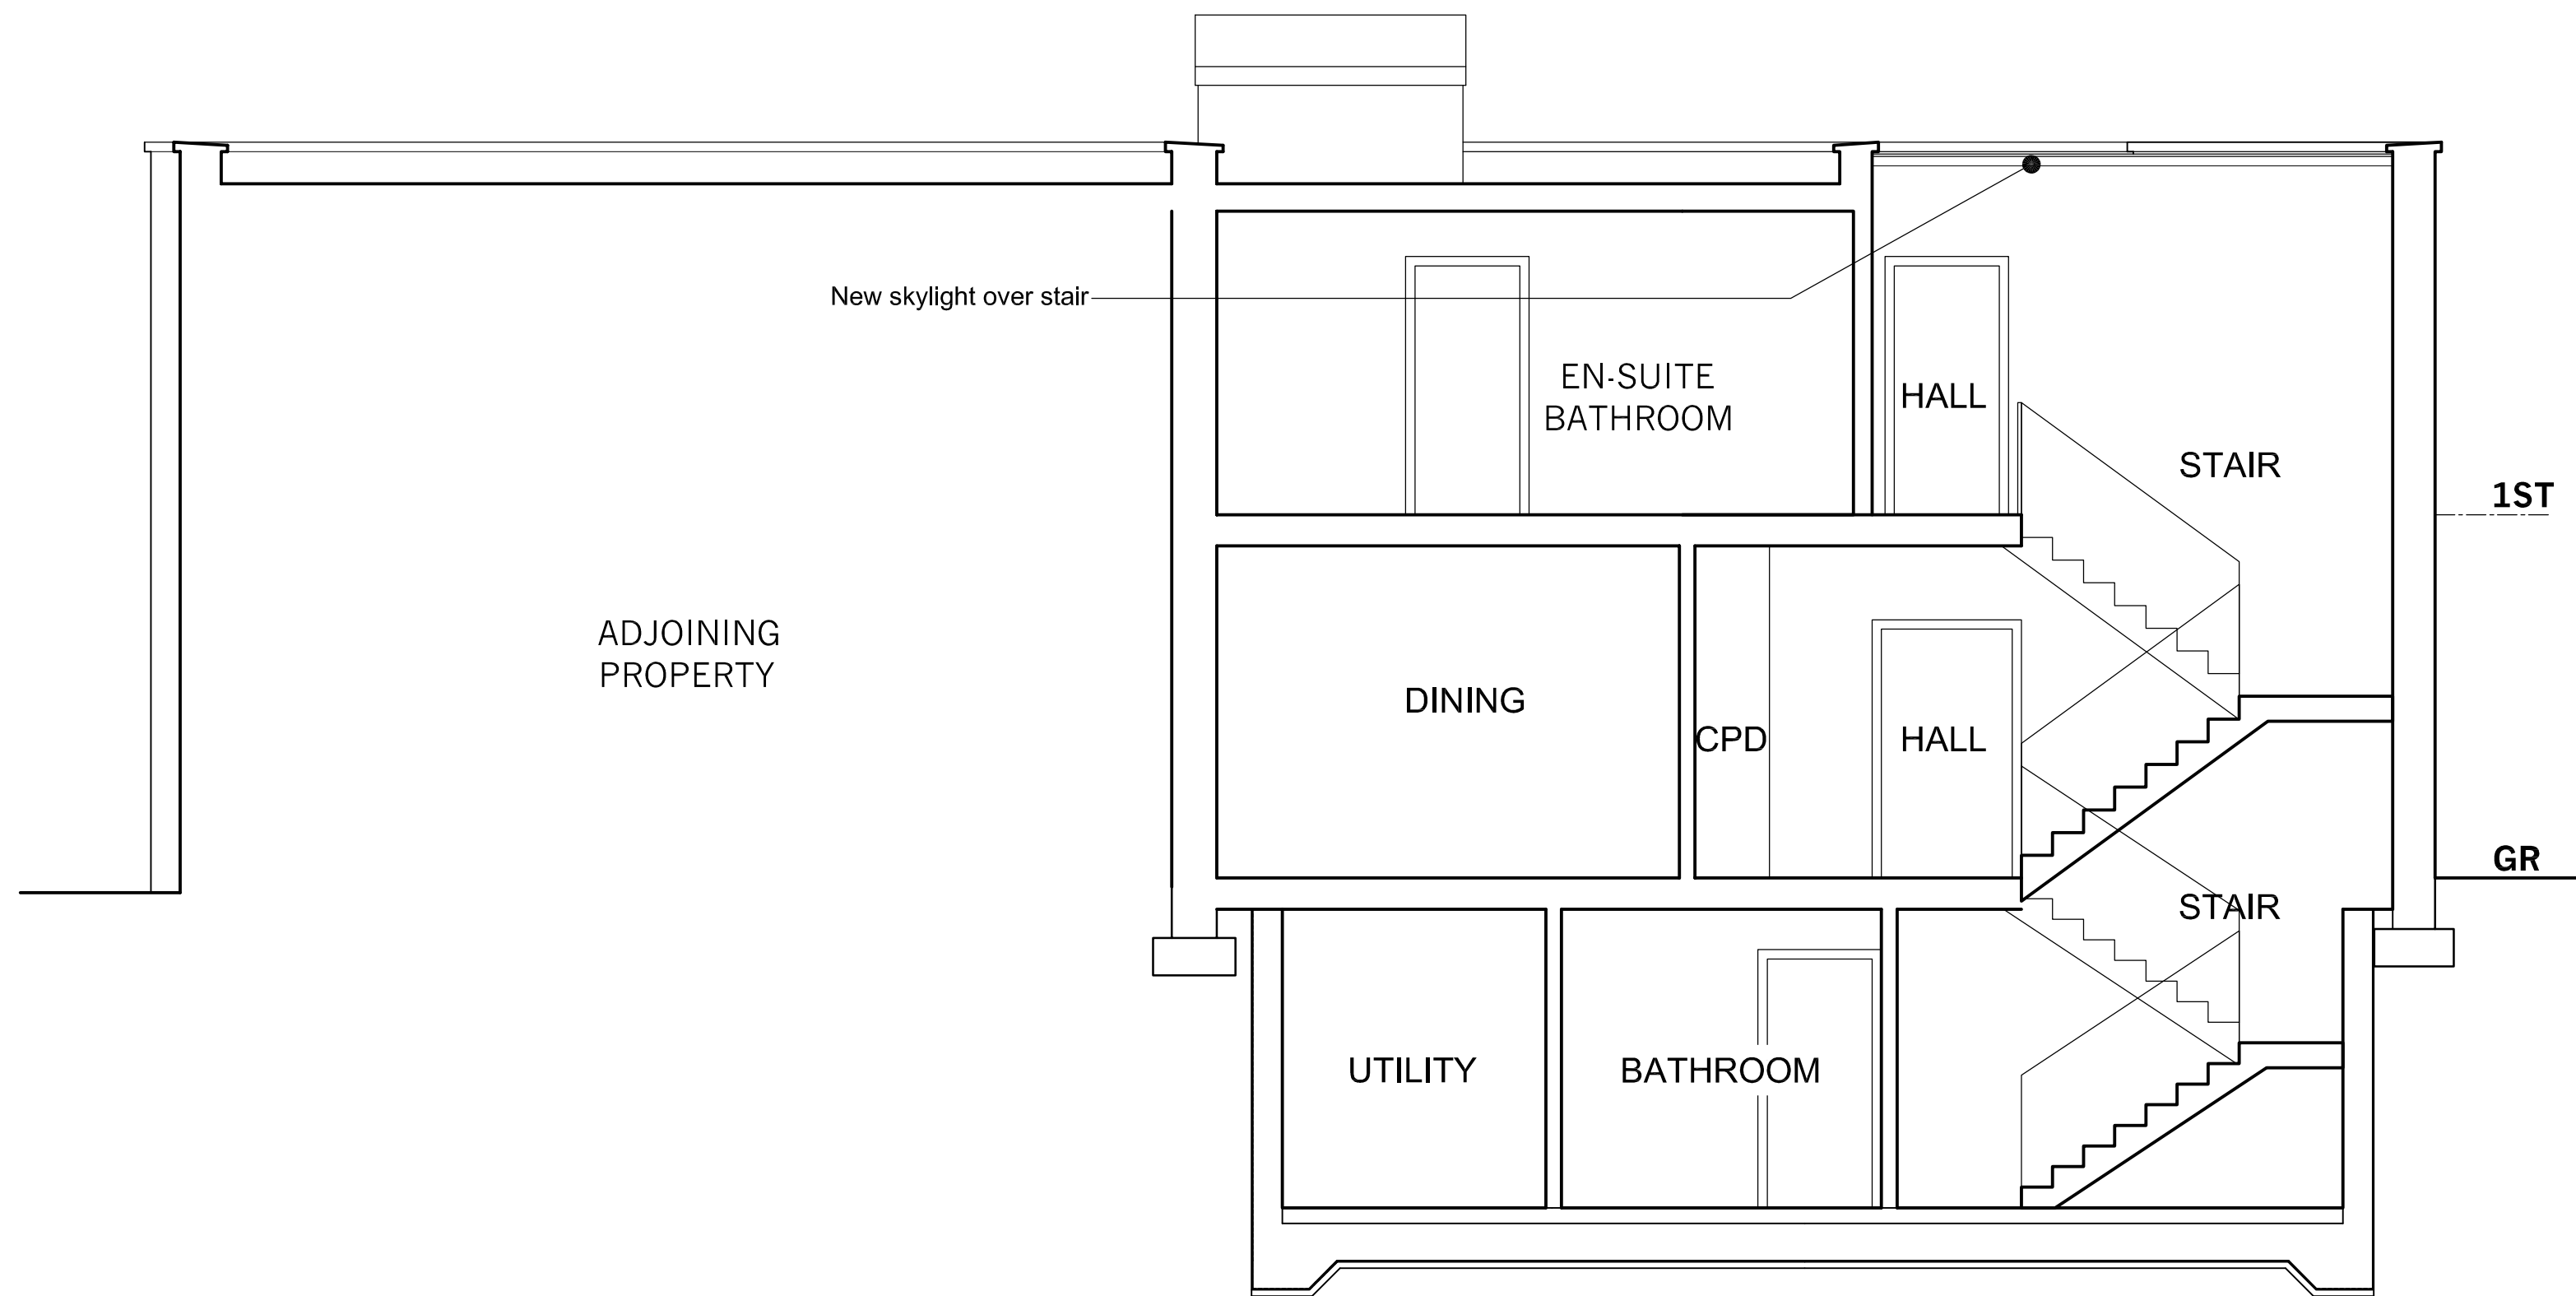 New skylight over stair
EN-SUITE
BATHROOM
HALL
STAIR
1ST
ADJOINING
PROPERTY
DINING
CPD
HALL
GR
STAIR
UTILITY
BATHROOM